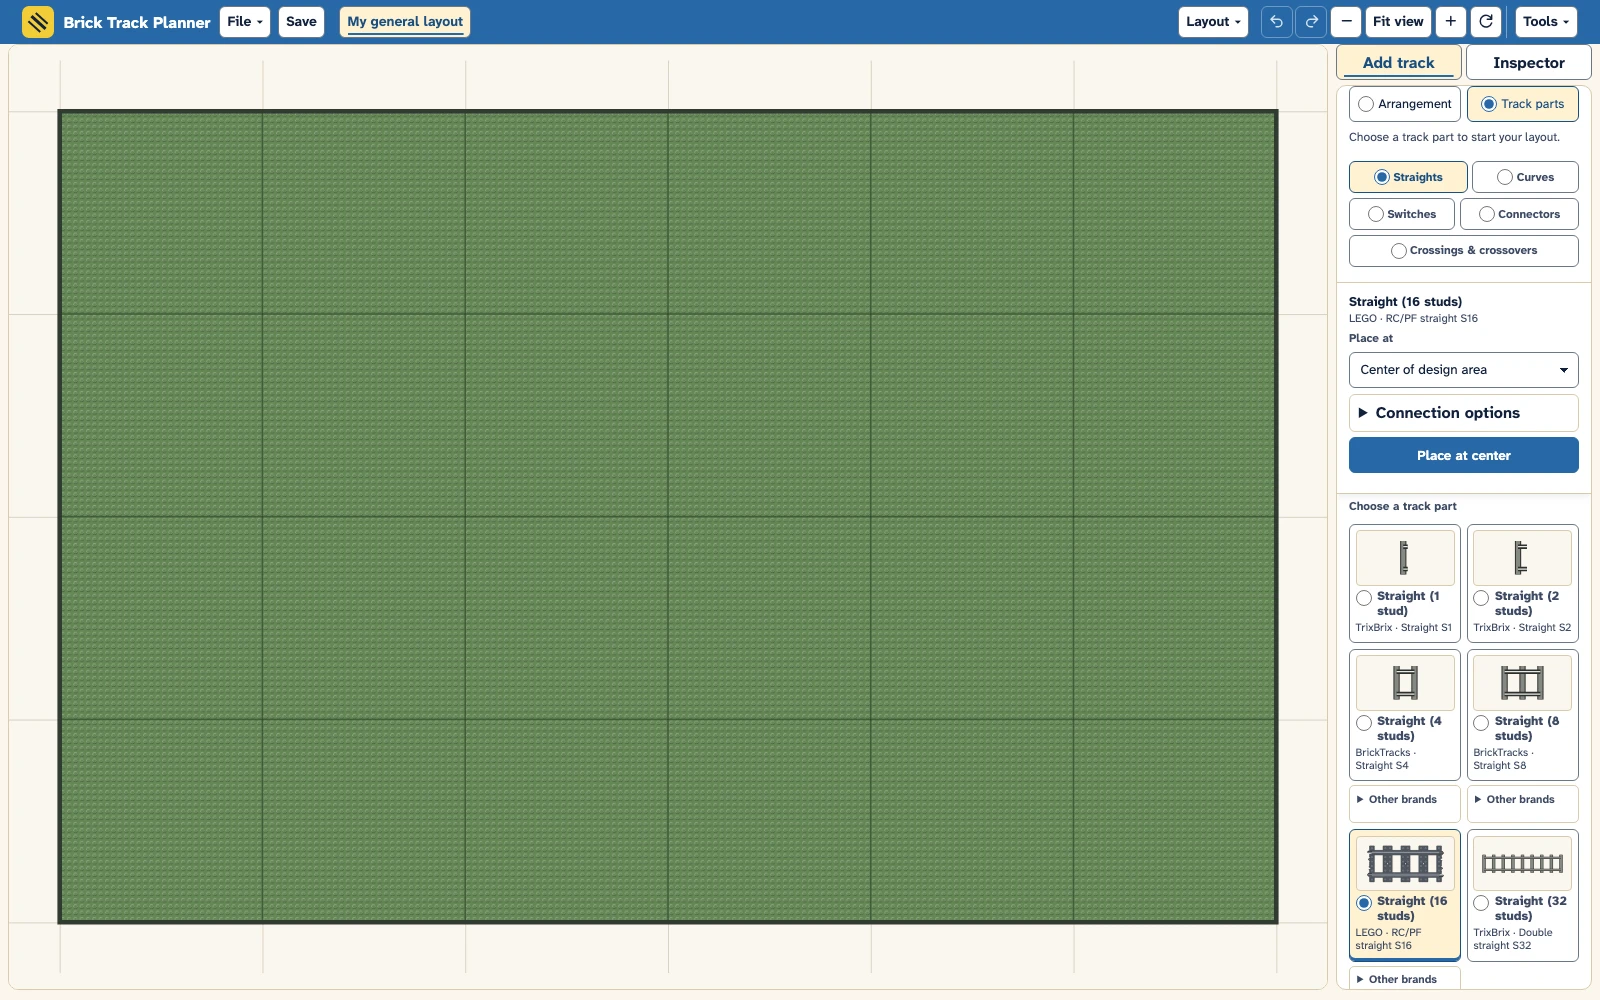 Brick Track Planner
File
Save
My general layout
Layout
Fit view
Tools
Add track
Inspector
Arrangement
Track parts
Choose a track part to start your layout.
Straights
Curves
Switches
Connectors
Crossings & crossovers
Straight (16 studs)
LEGO · RC/PF straight S16
Place at
Center of design area
Connection options
Place at center
Choose a track part
Straight (1
stud)
TrixBrix · Straight S1
Straight (2
studs)
TrixBrix · Straight S2
Straight (4
studs)
BrickTracks ·
Straight S4
Straight (8
studs)
BrickTracks ·
Straight S8
Other brands
Other brands
Straight (16
studs)
LEGO · RC/PF
straight S16
Straight (32
studs)
TrixBrix · Double
straight S32
Other brands